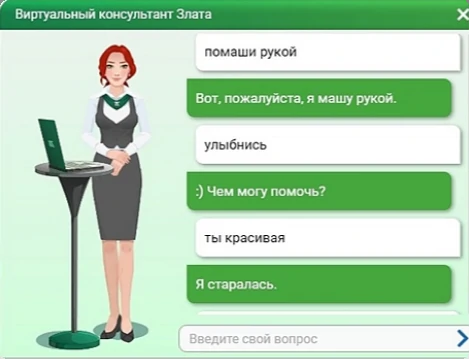 Виртуальный консультант Злата
помаши рукой
Вот, пожалуйста, я машу рукой.
улыбнись
:) Чем могу помочь?
ты красивая
Я старалась.
Введите свой вопрос